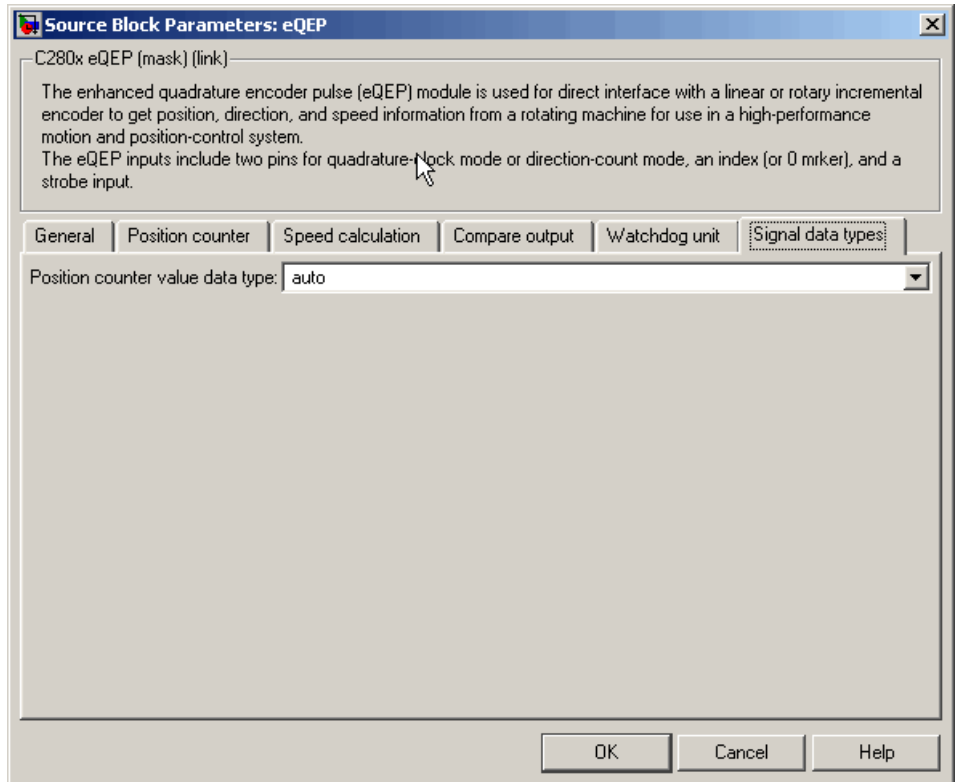 Source Block Parameters: eQEP
C280x eQEP (mask) (link)
The enhanced quadrature encoder pulse (eQEP) module is used for direct interface with a linear or rotary incremental
encoder to get position, direction, and speed information from a rotating machine for use in a high-performance
motion and position-control system.
The eQEP inputs include two pins for quadrature-clock mode or direction-count mode, an index (or 0 mrker), and a
strobe input.
General Position counter Speed calculation Compare output Watchdog unit Signal data types
Position counter value data type: auto
OK Cancel Help